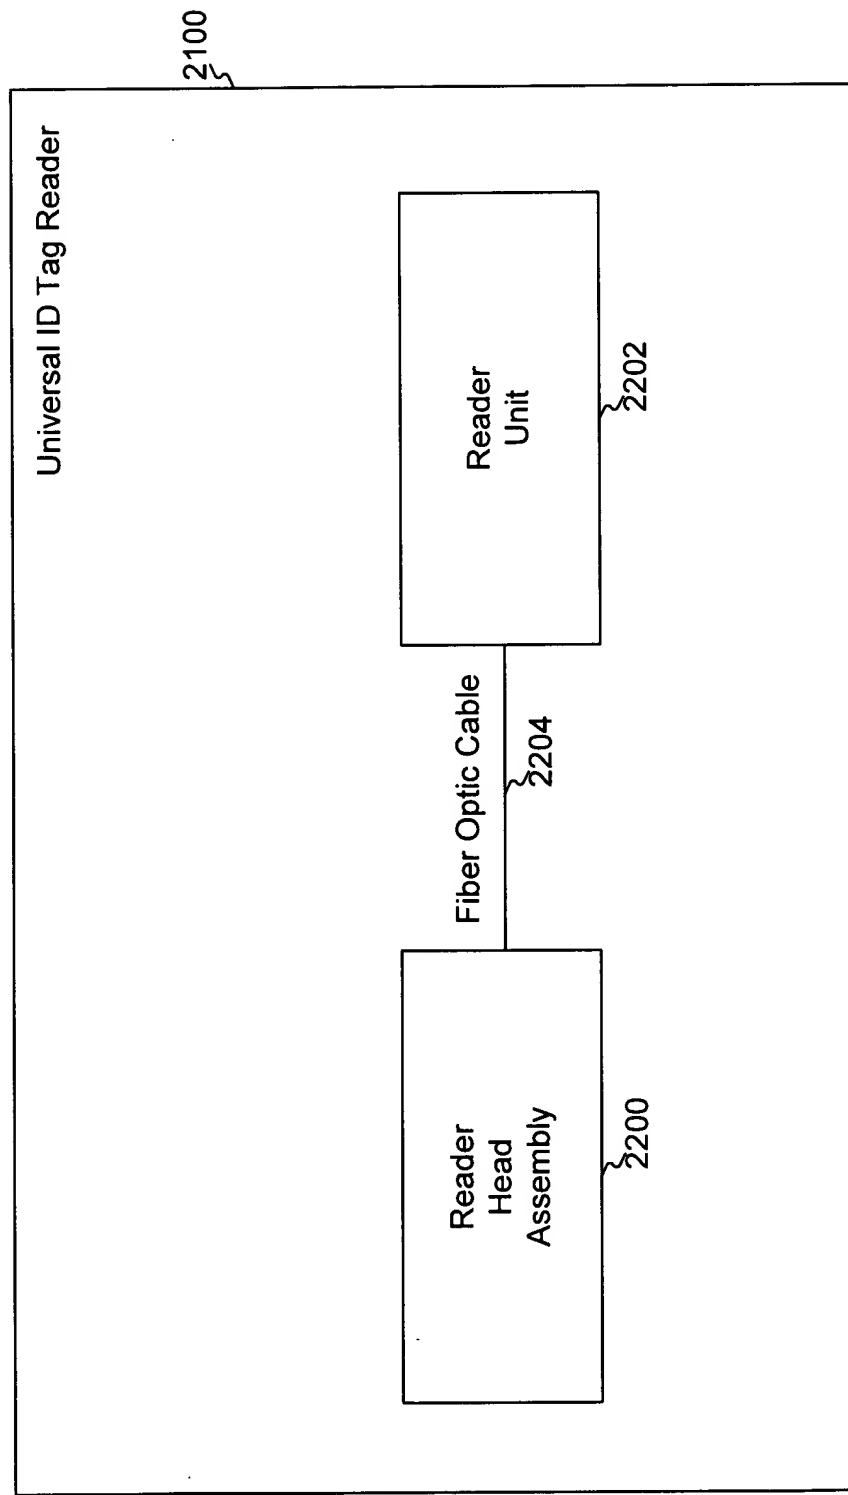 2100
Universal ID Tag Reader
Reader
Head
Assembly
2200
Fiber Optic Cable
2204
Reader
Unit
2202